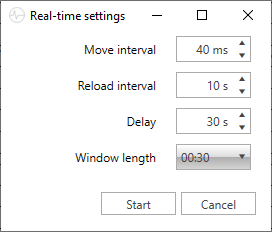 Real-time settings
Move interval 40 ms
Reload interval 10 s
Delay 30 s
Window length 00:30
Start Cancel